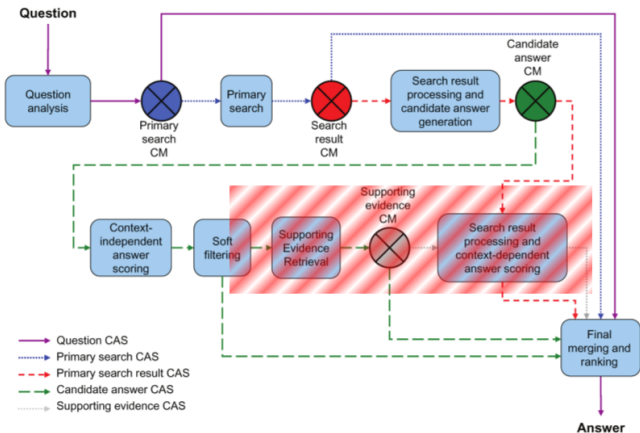 Question
Question
analysis
Primary
search CM
Primary
search
Search
result CM
Search result
processing and
candidate answer
generation
Candidate
answer
CM
Context-
independent
answer
scoring
Soft
filtering
Supporting
Evidence
Retrieval
Supporting
evidence
CM
Search result
processing and
context-dependent
answer scoring
Final
merging and
ranking
Answer
Question CAS
Primary search CAS
Primary search result CAS
Candidate answer CAS
Supporting evidence CAS